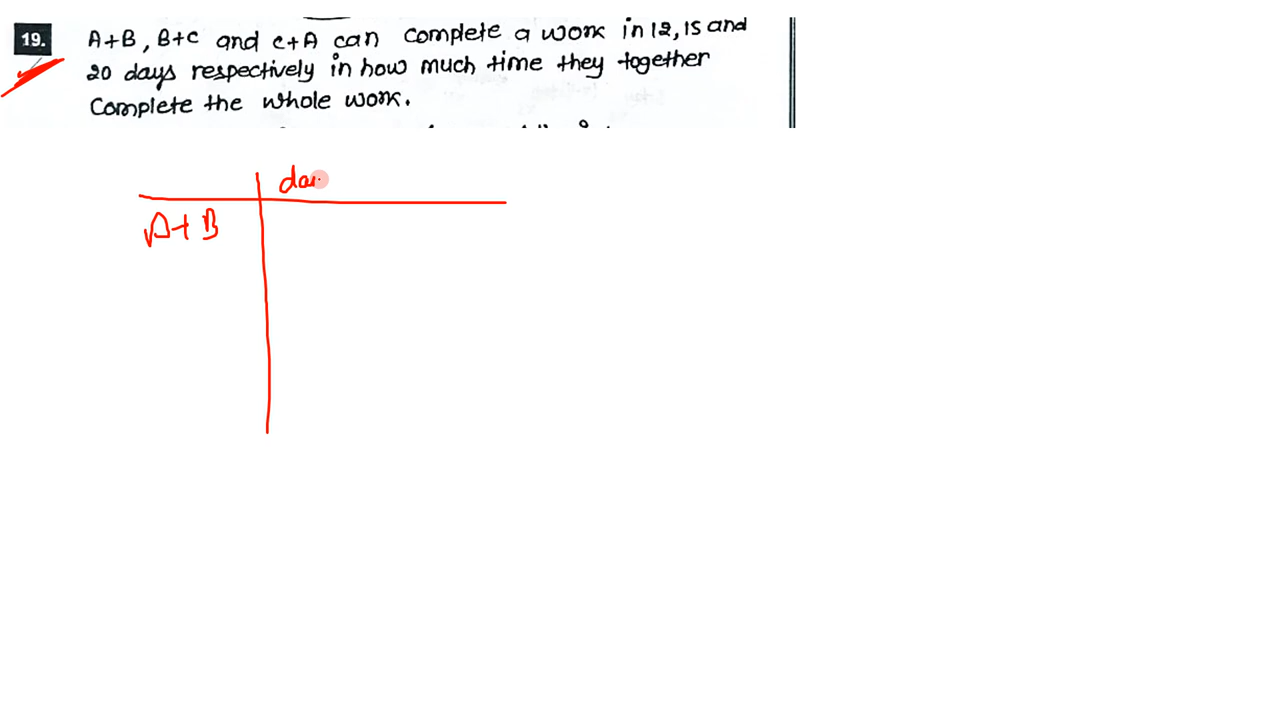 19. A+B, B+C and C+A can complete a work in 12, 15 and
20 days respectively in how much time they together
Complete the whole work.
A+B